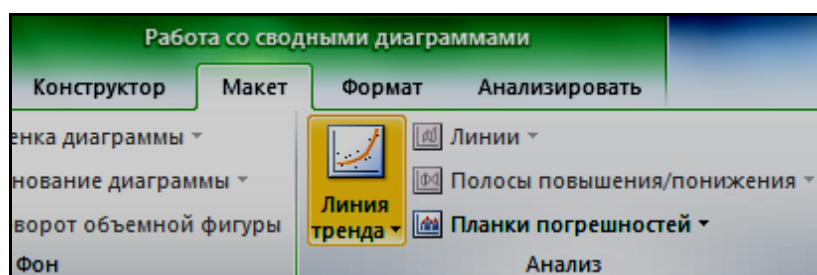 Работа со сводными диаграммами
Конструктор Макет Формат Анализировать
енка диаграммы Линии
нование диаграммы Полосы повышения/понижения
ворот объемной фигуры Линия тренда Планки погрешностей
Фон Анализ